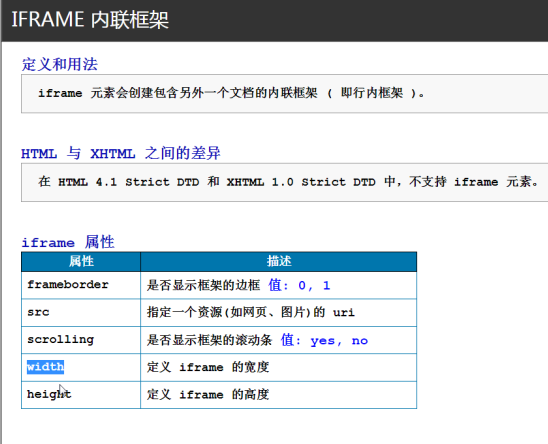 IFRAME 内联框架
定义和用法
iframe 元素会创建包含另外一个文档的内联框架 ( 即行内框架 )。
HTML 与 XHTML 之间的差异
在 HTML 4.1 Strict DTD 和 XHTML 1.0 Strict DTD 中，不支持 iframe 元素。
iframe 属性
属性 描述
frameborder 是否显示框架的边框 值: 0, 1
src 指定一个资源(如网页、图片)的 uri
scrolling 是否显示框架的滚动条 值: yes, no
width 定义 iframe 的宽度
height 定义 iframe 的高度